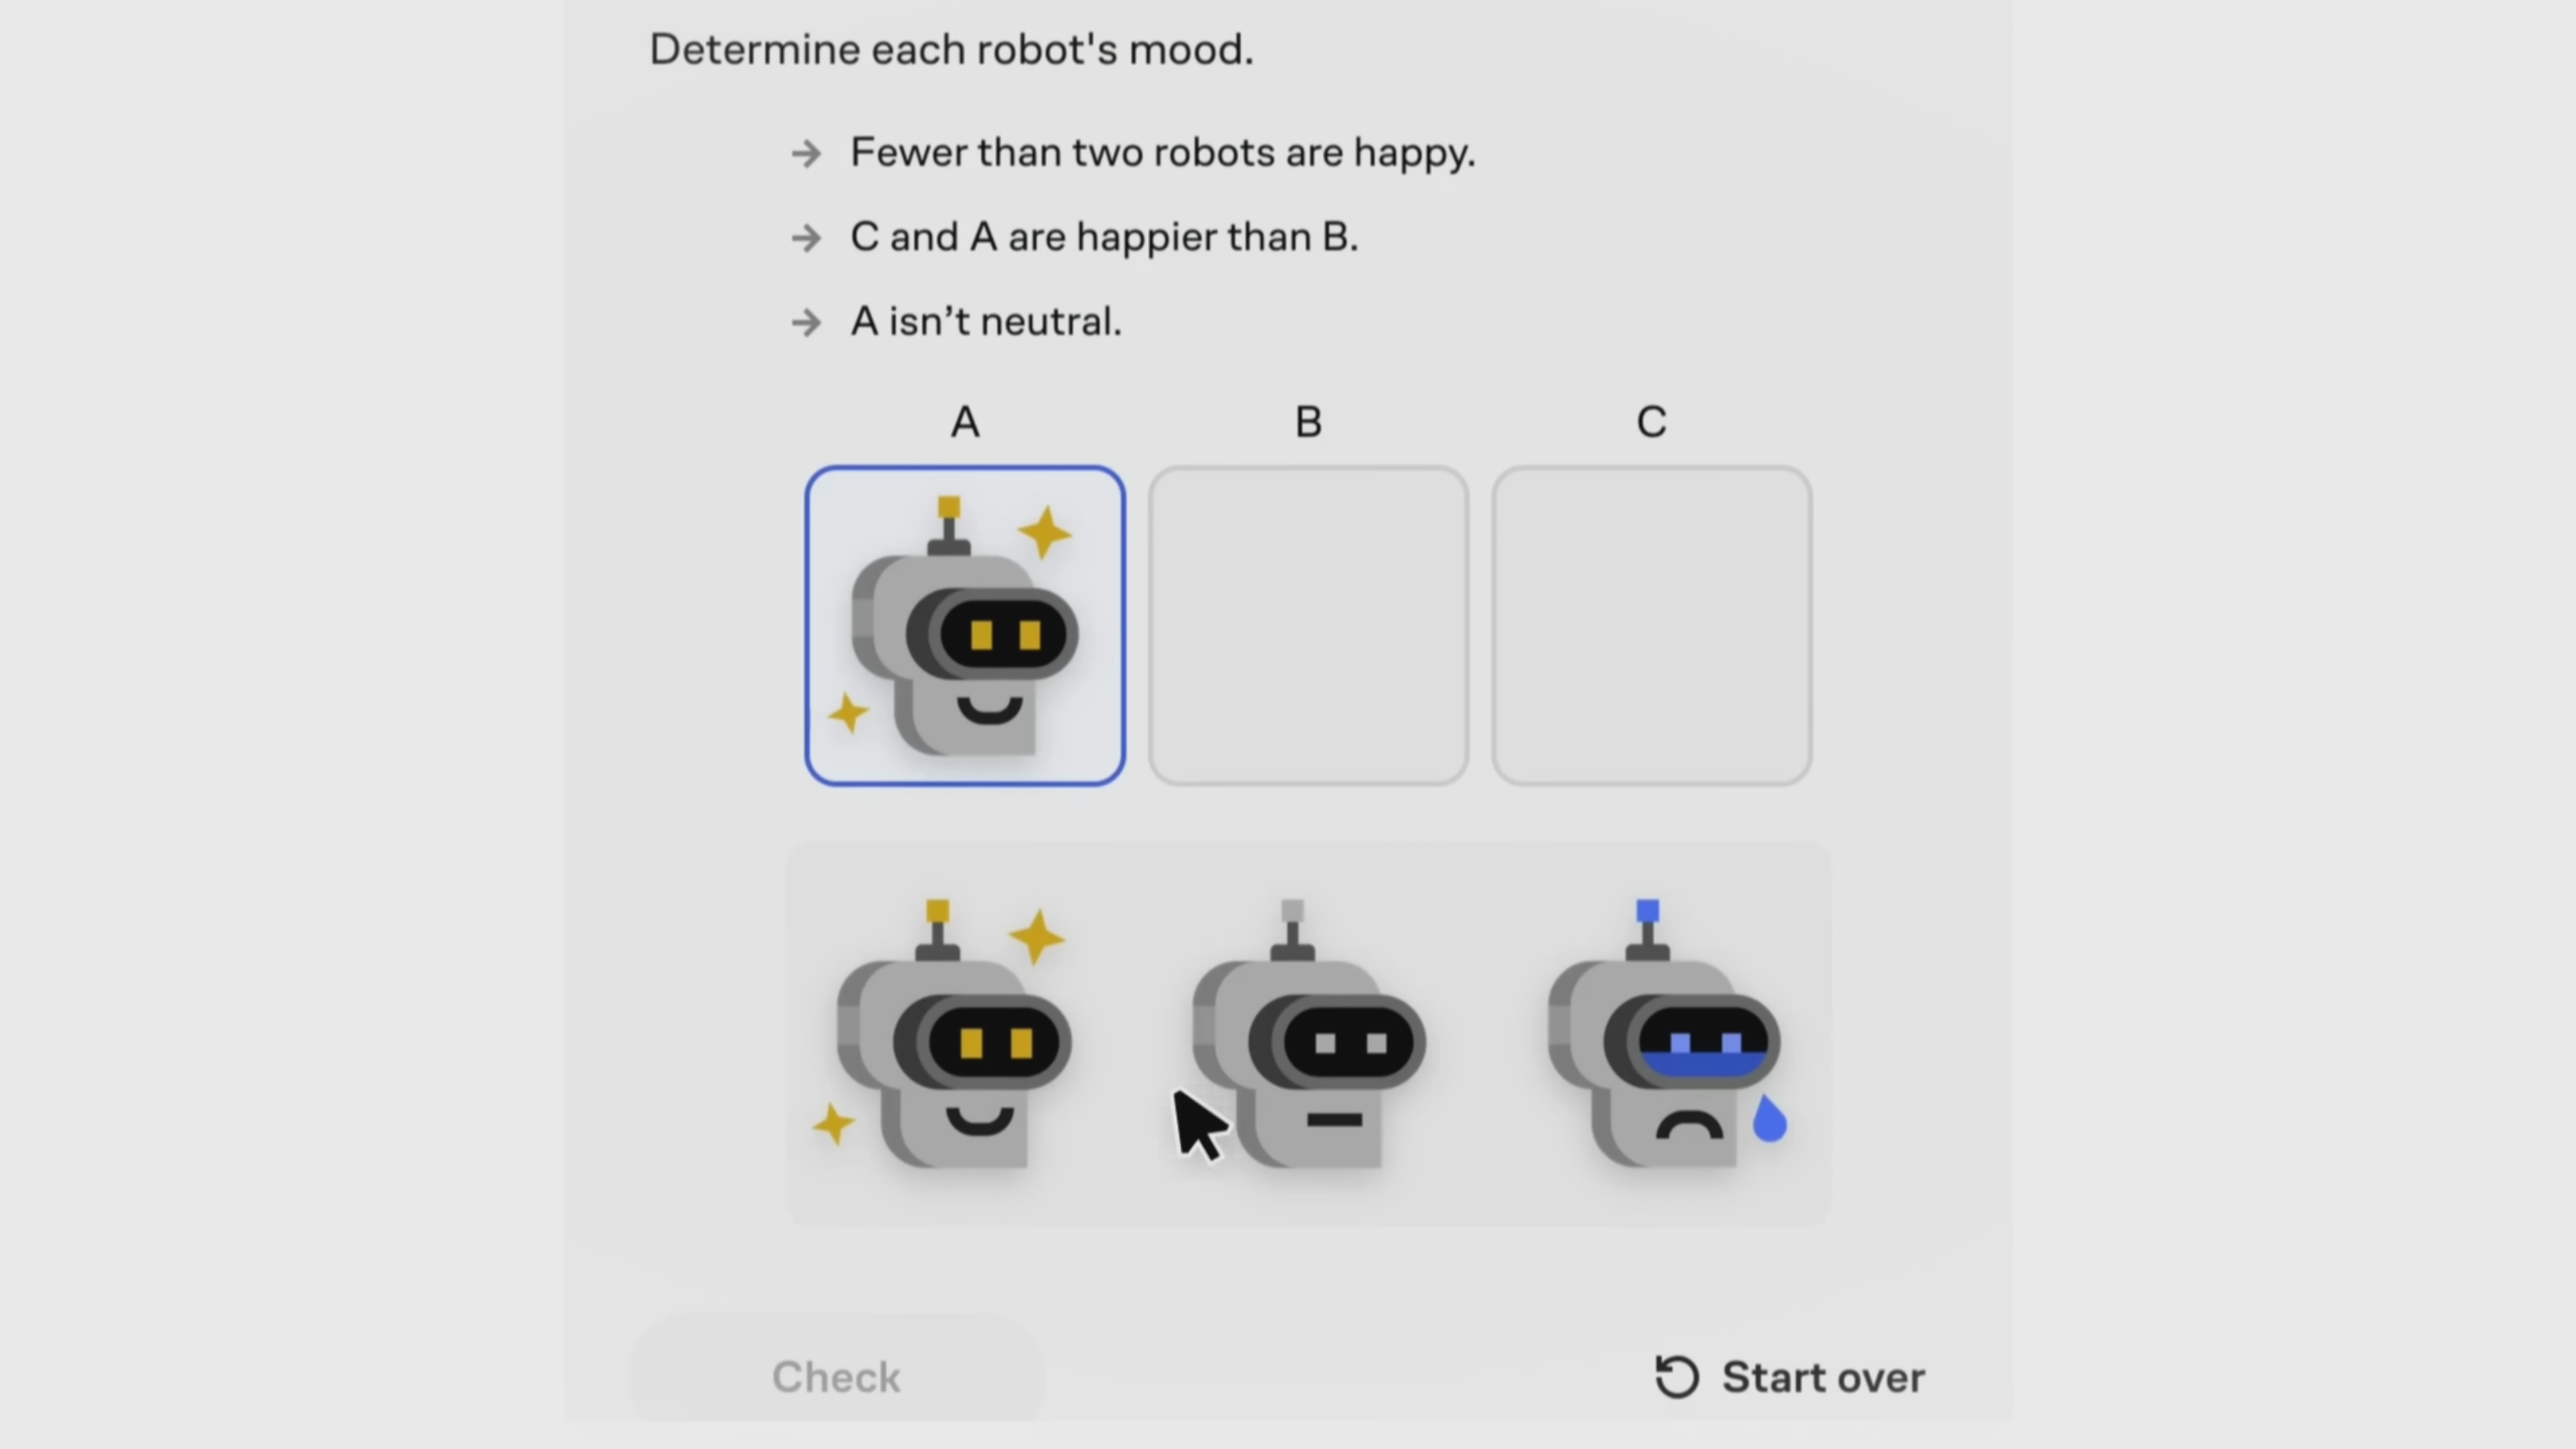 Determine each robot's mood.
→ Fewer than two robots are happy.
→ C and A are happier than B.
→ A isn’t neutral.
A B C
Check Start over